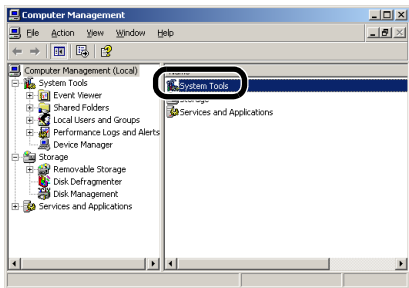 Computer Management
File Action View Window Help
Computer Management (Local)
System Tools
Event Viewer
Shared Folders
Local Users and Groups
Performance Logs and Alerts
Device Manager
Storage
Removable Storage
Disk Defragmenter
Disk Management
Services and Applications
Name
System Tools
Storage
Services and Applications